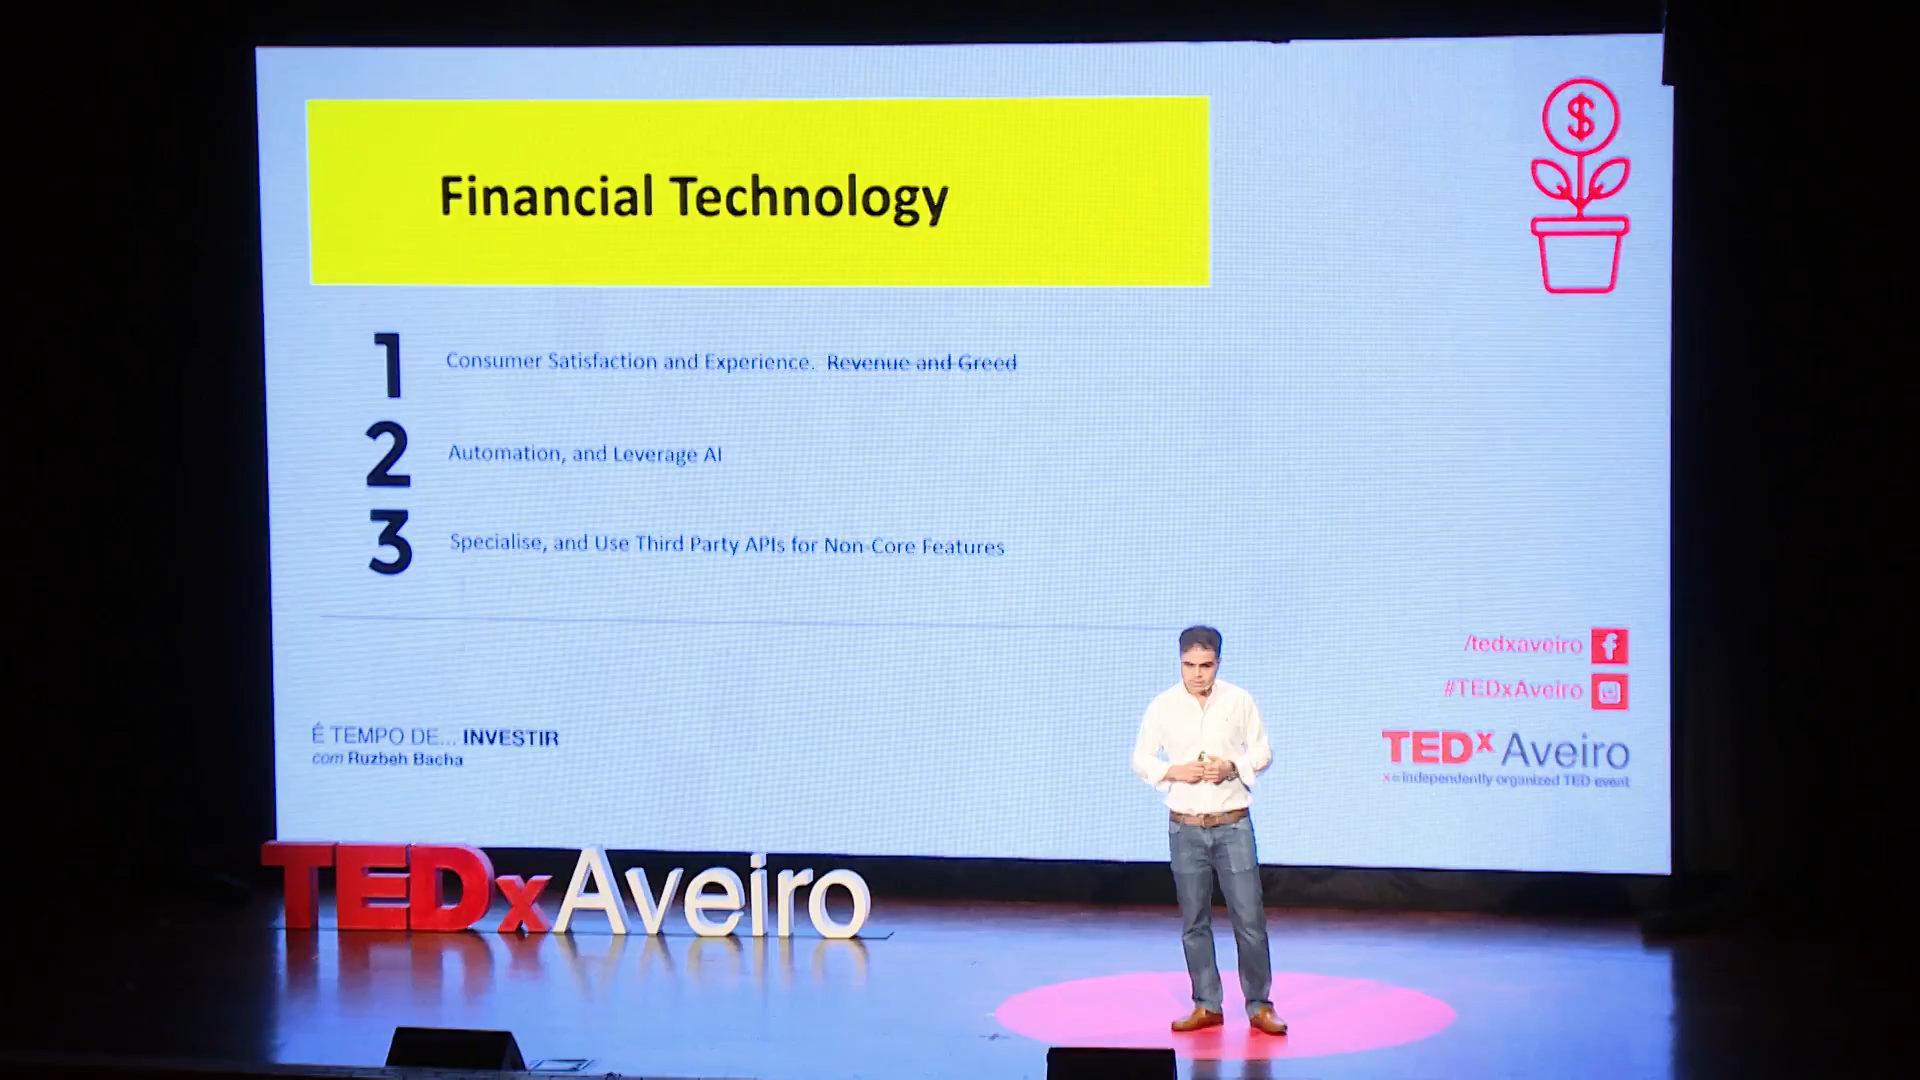 Financial Technology
$
1 Consumer Satisfaction and Experience. Revenue and Greed
2 Automation, and Leverage AI
3 Specialise, and Use Third Party APIs for Non-Core Features
/tedxaveiro f
#TEDxAveiro
É TEMPO DE... INVESTIR
com Ruzbeh Bacha
TEDx Aveiro
x = independently organized TED event
TEDxAveiro